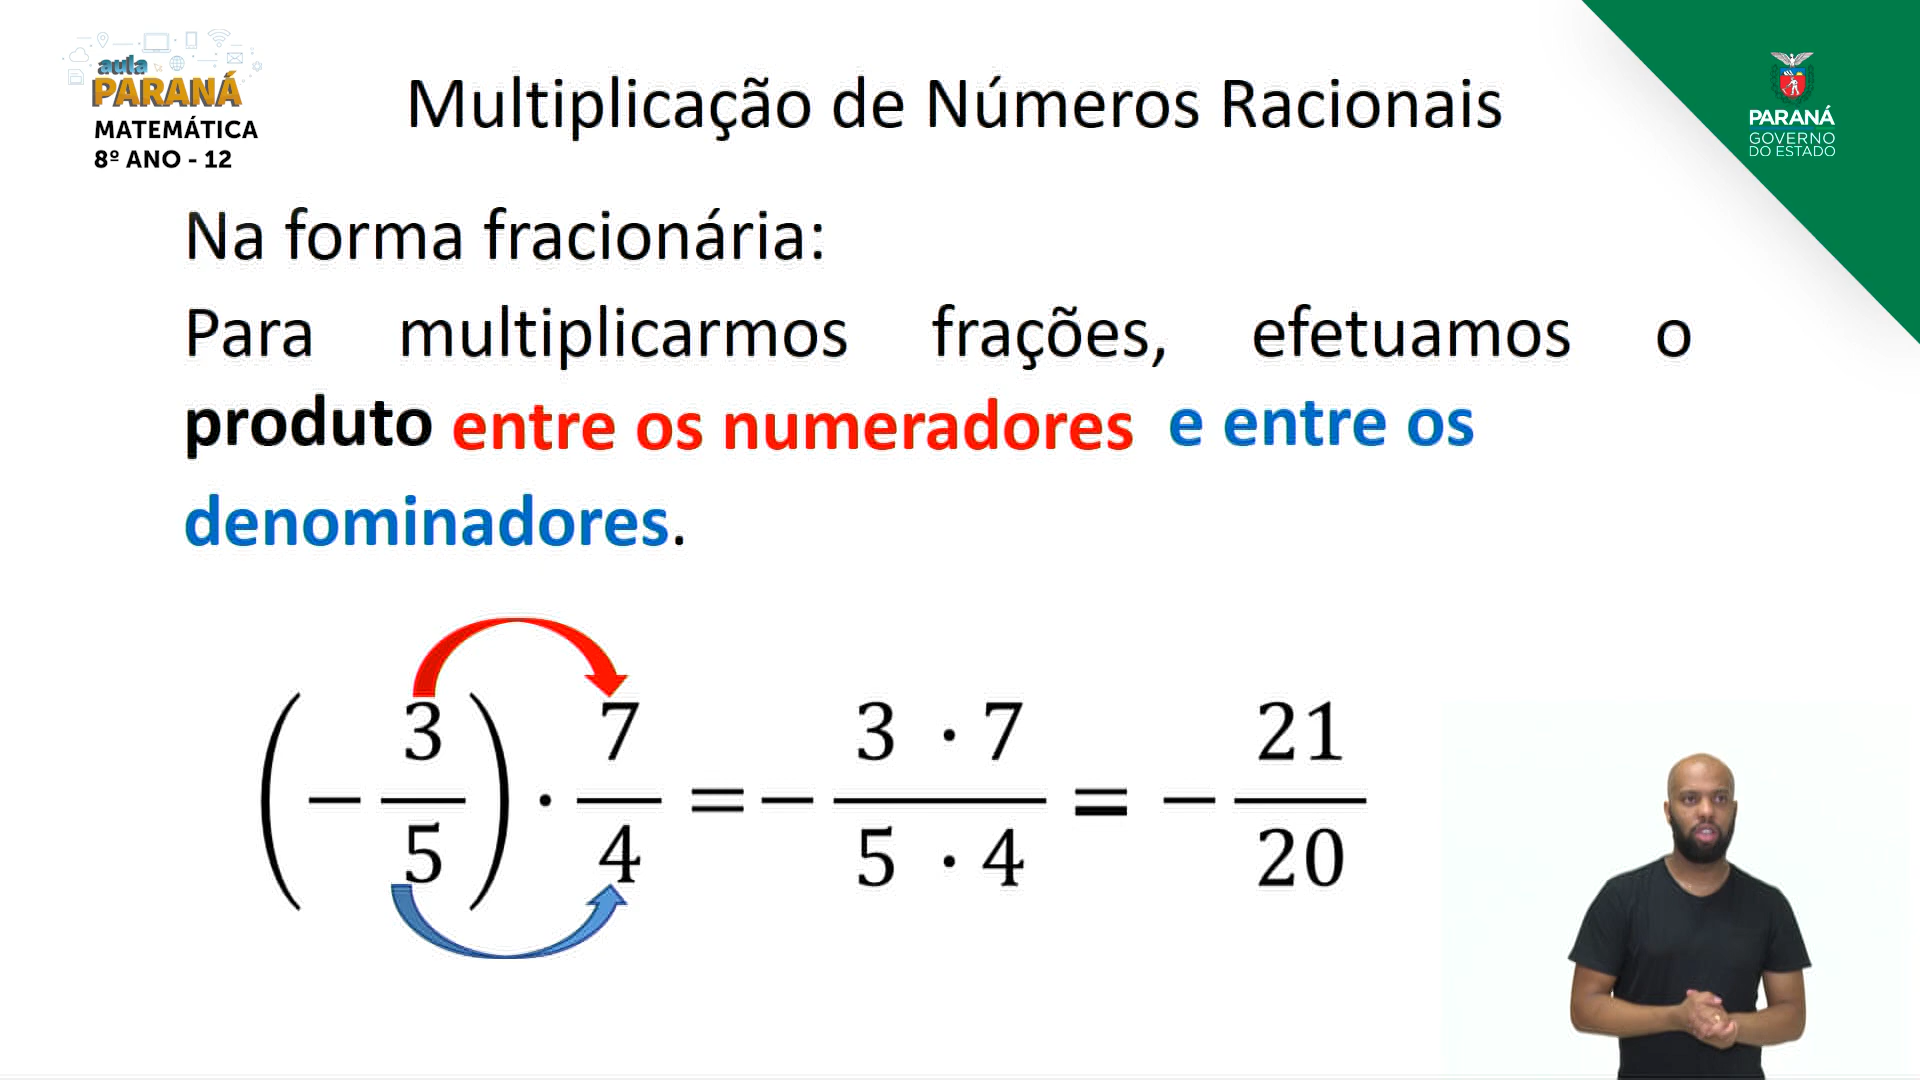 aula
PARANÁ
MATEMÁTICA
8º ANO - 12
Multiplicação de Números Racionais
PARANÁ
GOVERNO
DO ESTADO
Na forma fracionária:
Para multiplicarmos frações, efetuamos o
produto entre os numeradores e entre os
denominadores.
(− 3/5) · 7/4 = − 3 · 7 / 5 · 4 = − 21/20